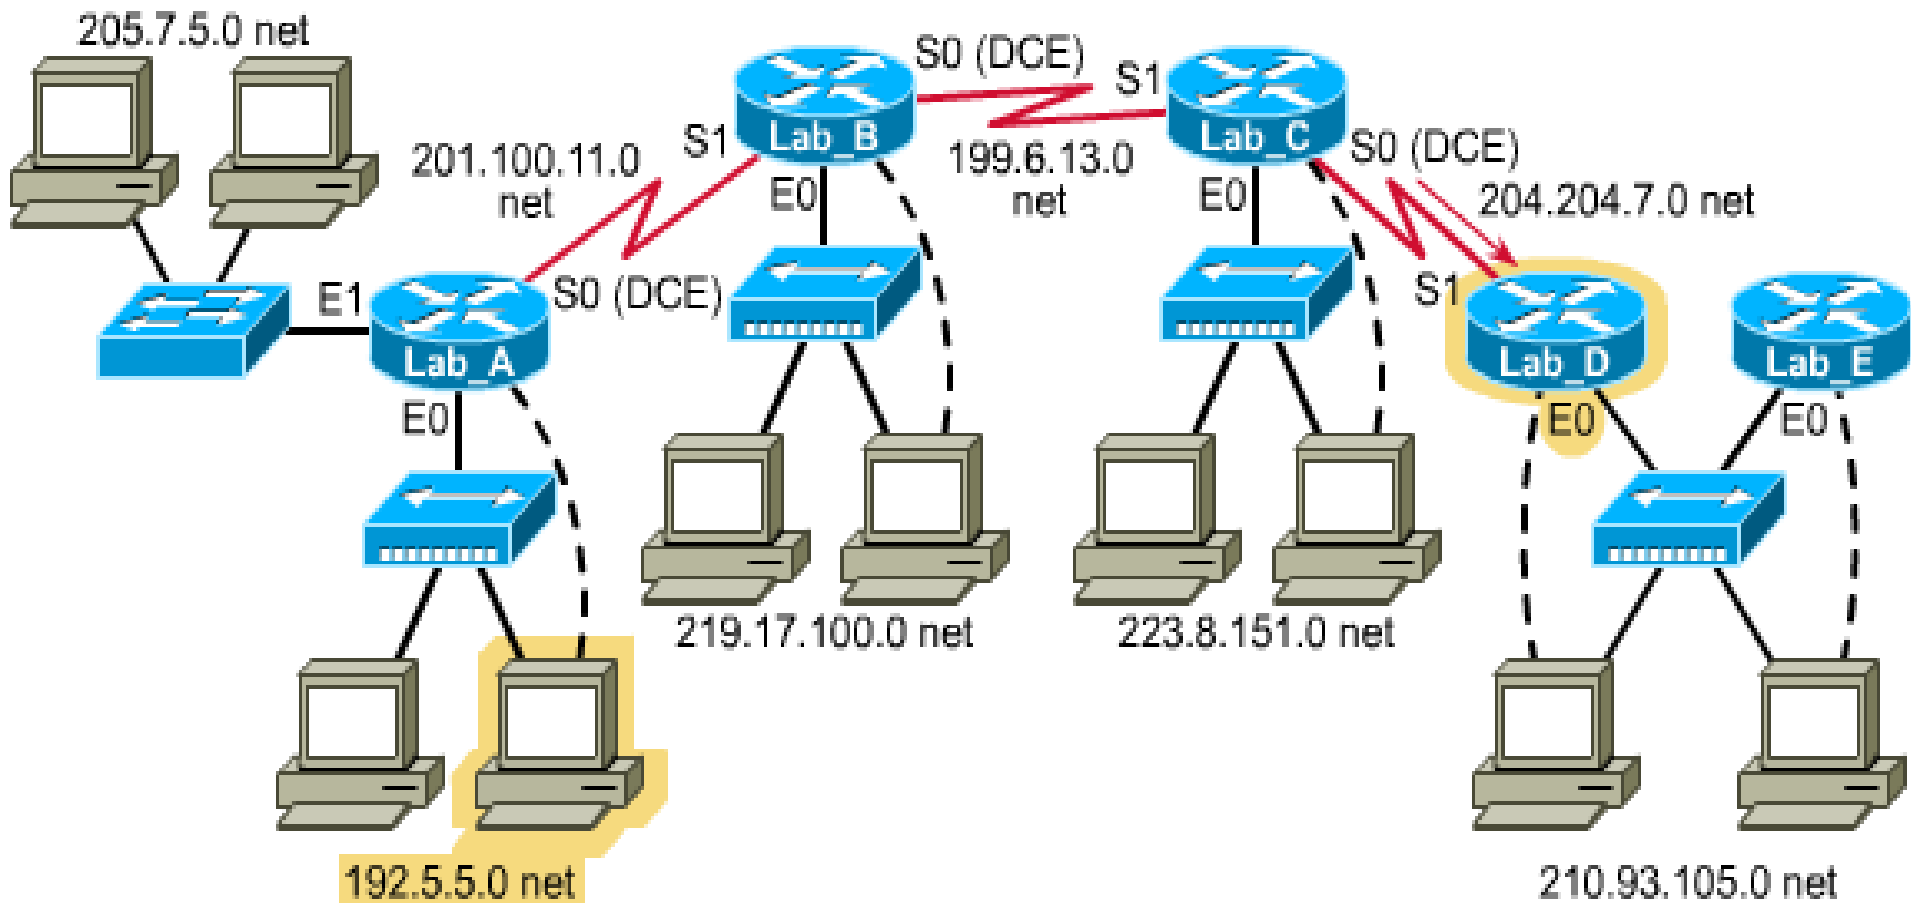 205.7.5.0 net
S0 (DCE)
S1
Lab_B
Lab_C
S1
201.100.11.0
net
199.6.13.0
net
S0 (DCE)
E0
E0
204.204.7.0 net
E1
S0 (DCE)
S1
Lab_A
Lab_D
Lab_E
E0
E0
E0
219.17.100.0 net
223.8.151.0 net
192.5.5.0 net
210.93.105.0 net